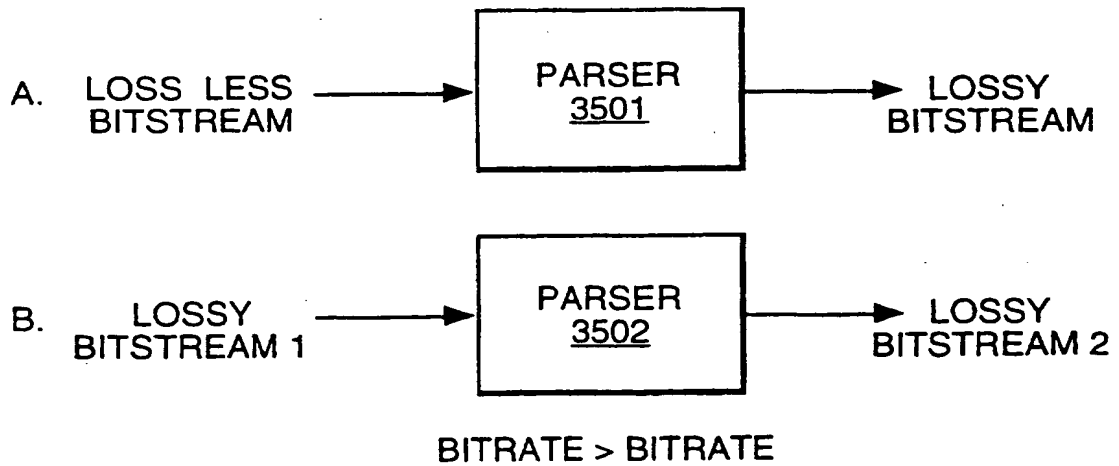 A. LOSS LESS BITSTREAM
PARSER
3501
LOSSY BITSTREAM
B. LOSSY BITSTREAM 1
PARSER
3502
LOSSY BITSTREAM 2
BITRATE > BITRATE